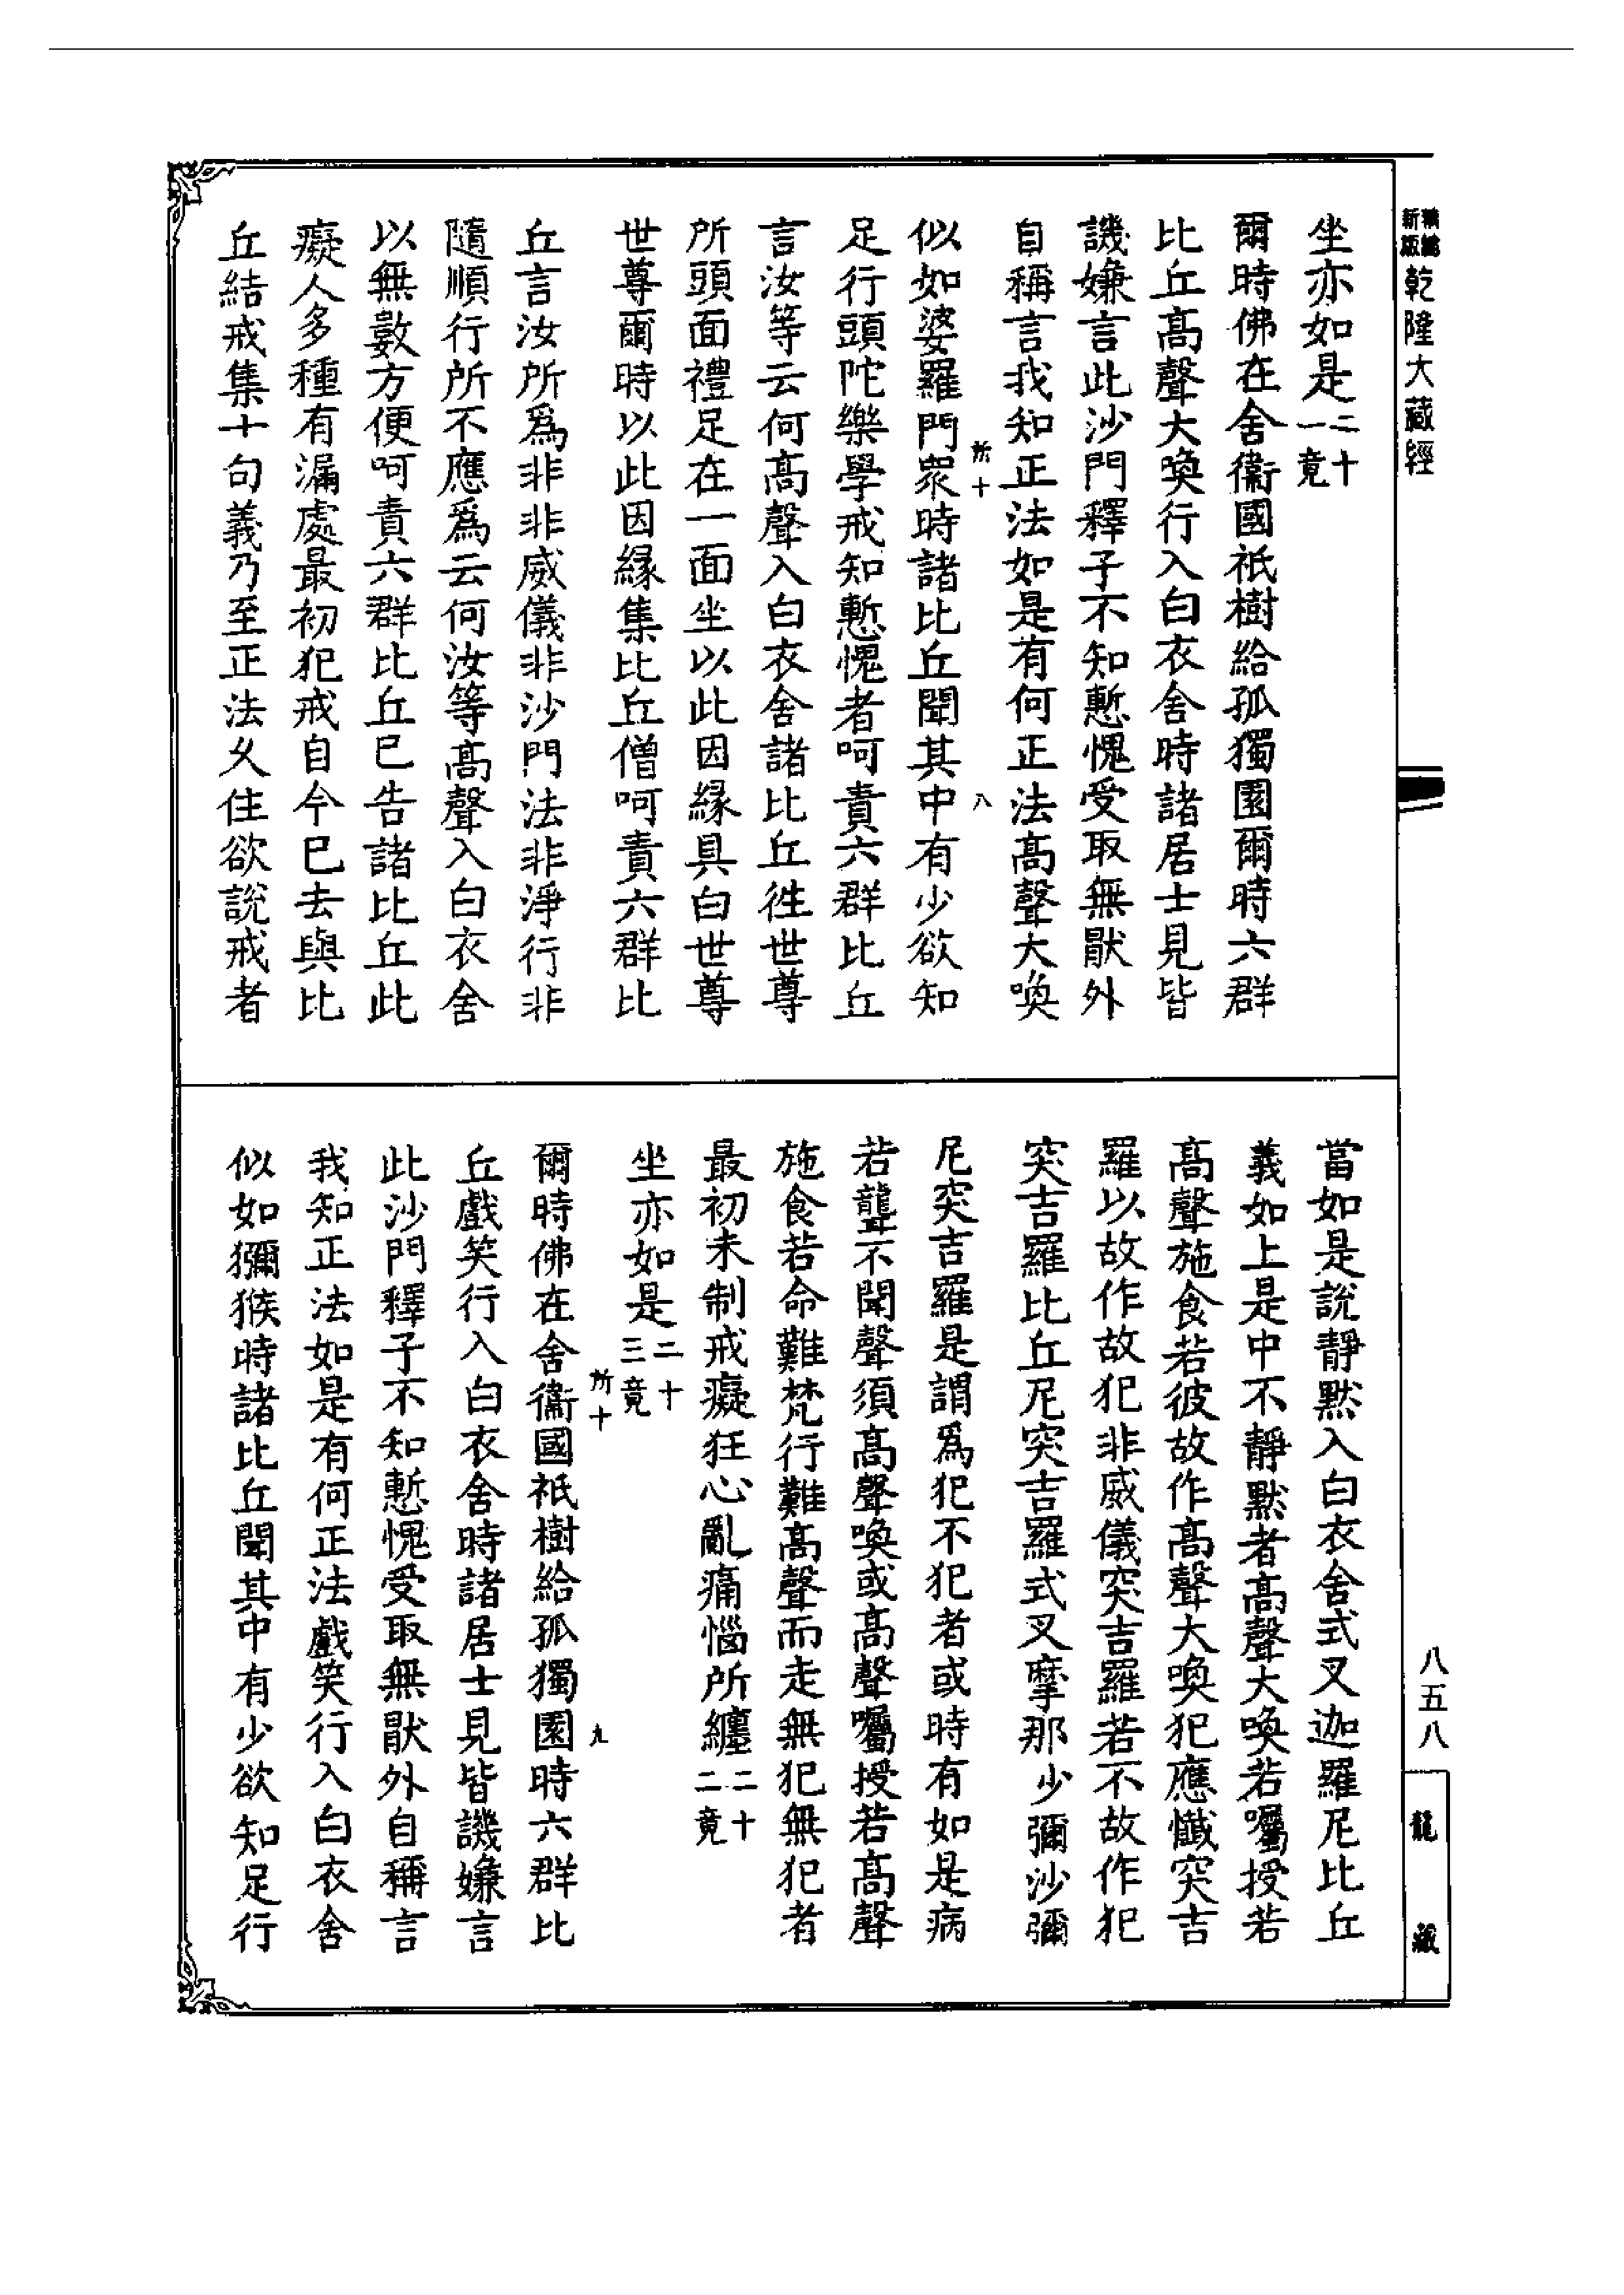 新版
乾隆大藏經
坐亦如是二十一竟
爾時佛在舍衞國祇樹給孤獨園爾時六群
比丘高聲大喚行入白衣舍時諸居士見皆
譏嫌言此沙門釋子不知慙愧受取無猒外
自稱言我知正法如是有何正法高聲大喚
所十
八
似如婆羅門衆時諸比丘聞其中有少欲知
足行頭陀樂學戒知慙愧者呵責六群比丘
言汝等云何高聲入白衣舍諸比丘徃世尊
所頭面禮足在一面坐以此因緣具白世尊
世尊爾時以此因緣集比丘僧呵責六群比
丘言汝所爲非非威儀非沙門法非淨行非
隨順行所不應爲云何汝等高聲入白衣舍
以無數方便呵責六群比丘巳告諸比丘此
癡人多種有漏處最初犯戒自今巳去與比
丘結戒集十句義乃至正法久住欲說戒者
當如是說靜默入白衣舍式叉迦羅尼比丘
義如上是中不靜默者高聲大喚若囑授若
高聲施食若彼故作高聲大喚犯應懺突吉
羅以故作故犯非威儀突吉羅若不故作犯
突吉羅比丘尼突吉羅式叉摩那少彌沙彌
尼突吉羅是謂爲犯不犯者或時有如是病
若聾不聞聲須高聲喚或高聲囑授若高聲
施食若命難梵行難高聲而走無犯無犯者
最初未制戒癡狂心亂痛惱所纏二十二竟
坐亦如是二十三竟
所十
九
爾時佛在舍衞國祇樹給孤獨園時六群比
丘戲笑行入白衣舍時諸居士見皆譏嫌言
此沙門釋子不知慙愧受取無猒外自稱言
我知正法如是有何正法戲笑行入白衣舍
似如獼猴時諸比丘聞其中有少欲知足行
八五八
龍藏